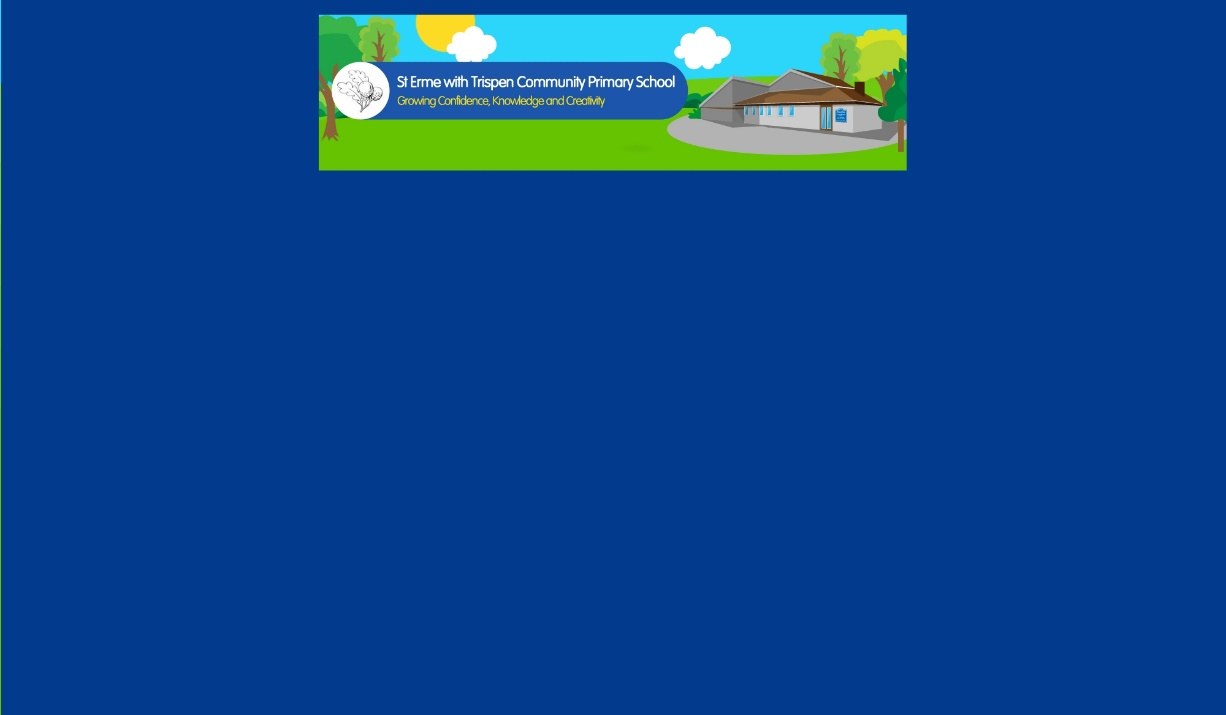 St Erme with Trispen Community Primary School
Growing Confidence, Knowledge and Creativity